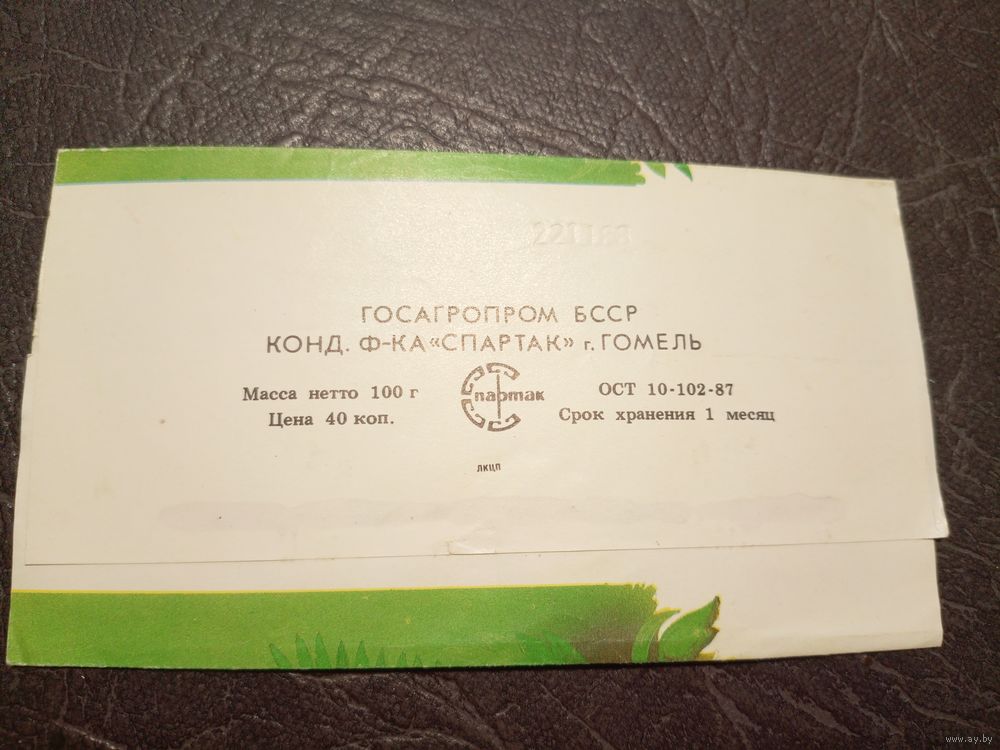 ГОСАГРОПРОМ БССР
КОНД. Ф-КА «СПАРТАК» г. ГОМЕЛЬ
Масса нетто 100 г
Цена 40 коп.
Спартак
ОСТ 10-102-87
Срок хранения 1 месяц
ЛКЦП
www.ay.by